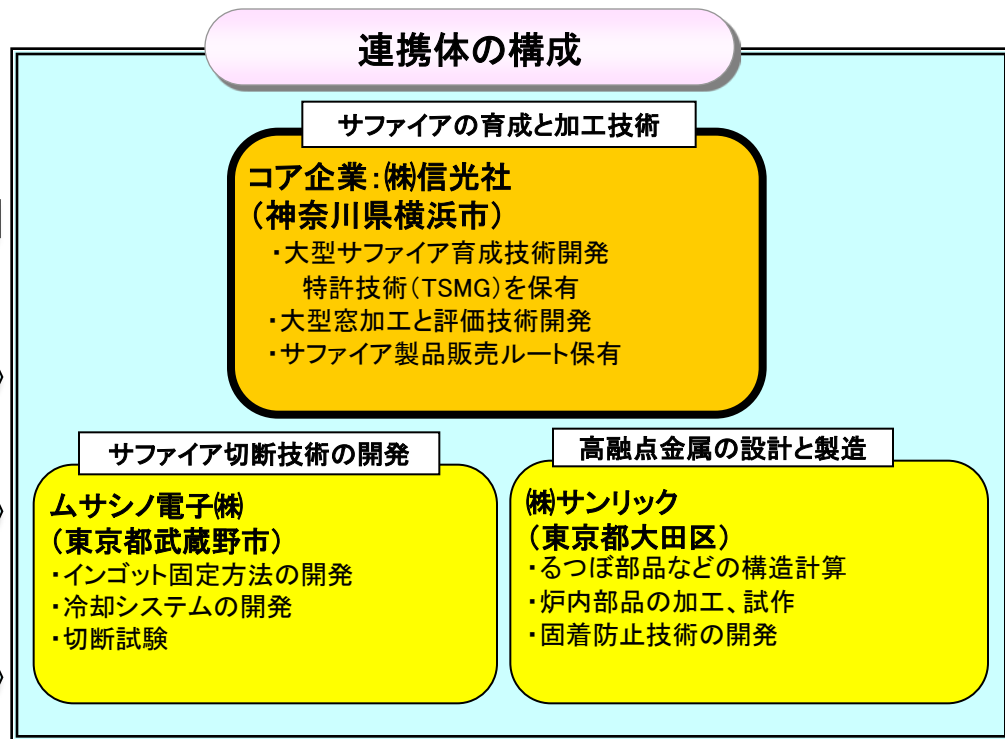 連携体の構成
サファイアの育成と加工技術
コア企業：㈱信光社
（神奈川県横浜市）
・大型サファイア育成技術開発
特許技術（TSMG）を保有
・大型窓加工と評価技術開発
・サファイア製品販売ルート保有
サファイア切断技術の開発
ムサシノ電子㈱
（東京都武蔵野市）
・インゴット固定方法の開発
・冷却システムの開発
・切断試験
高融点金属の設計と製造
㈱サンリック
（東京都大田区）
・るつぼ部品などの構造計算
・炉内部品の加工、試作
・固着防止技術の開発